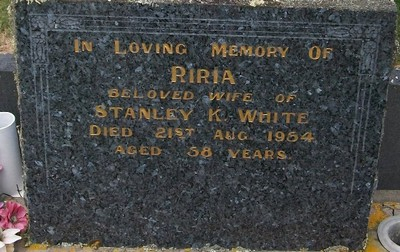 IN LOVING MEMORY OF
RIRIA
BELOVED WIFE OF
STANLEY K. WHITE
DIED 21ST AUG. 1954
AGED 58 YEARS